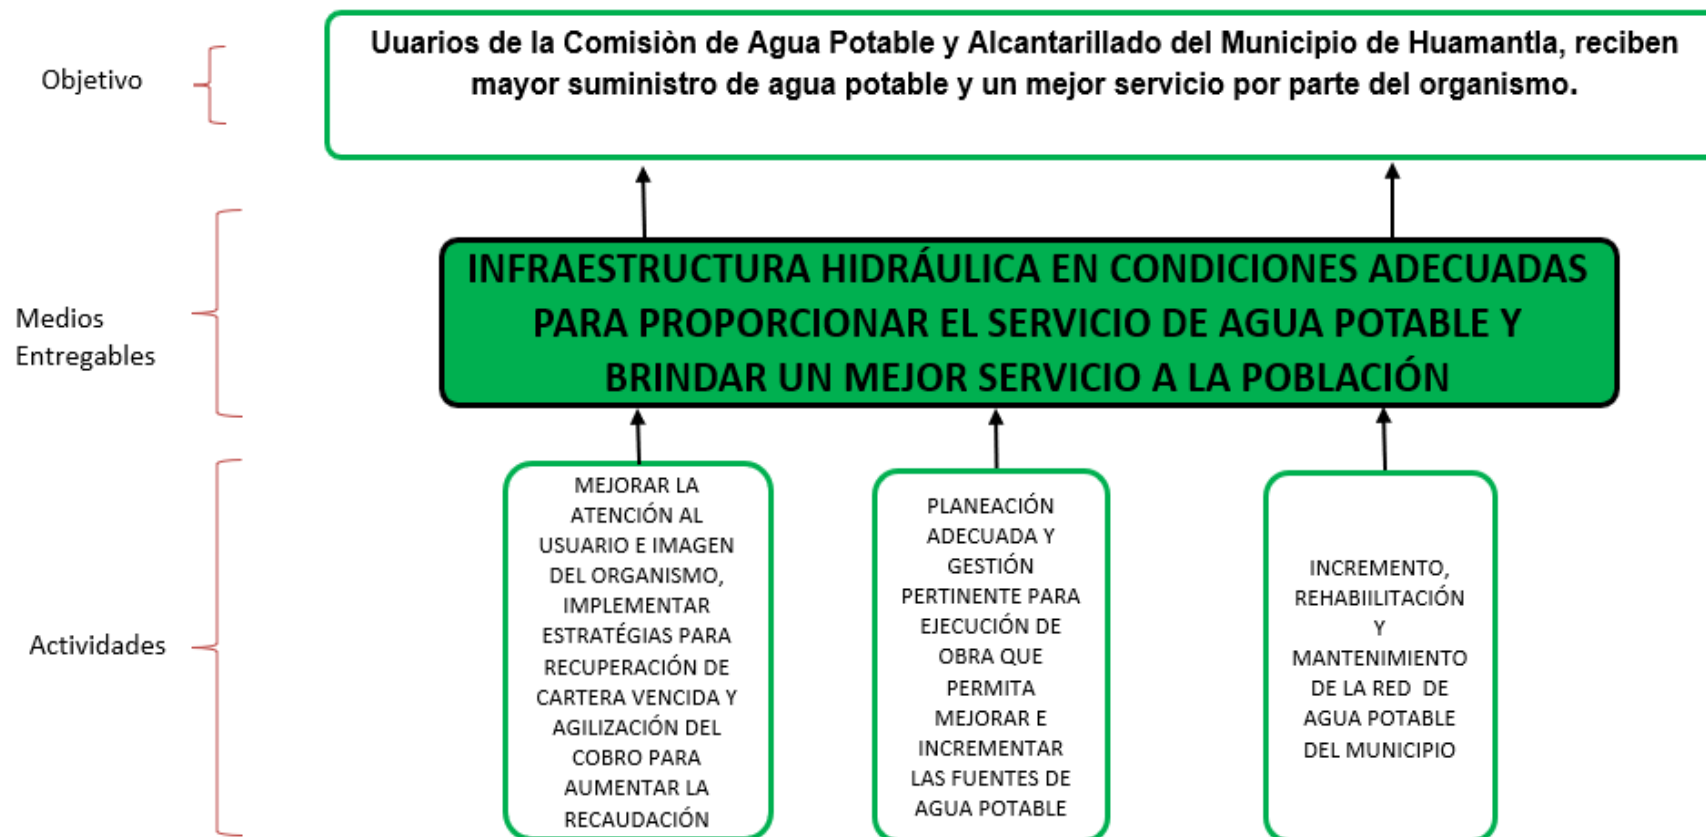 Objetivo
Uuarios de la Comisiòn de Agua Potable y Alcantarillado del Municipio de Huamantla, reciben
mayor suministro de agua potable y un mejor servicio por parte del organismo.
Medios
Entregables
INFRAESTRUCTURA HIDRÁULICA EN CONDICIONES ADECUADAS
PARA PROPORCIONAR EL SERVICIO DE AGUA POTABLE Y
BRINDAR UN MEJOR SERVICIO A LA POBLACIÓN
Actividades
MEJORAR LA
ATENCIÓN AL
USUARIO E IMAGEN
DEL ORGANISMO,
IMPLEMENTAR
ESTRATÉGIAS PARA
RECUPERACIÓN DE
CARTERA VENCIDA Y
AGILIZACIÓN DEL
COBRO PARA
AUMENTAR LA
RECAUDACIÓN
PLANEACIÓN
ADECUADA Y
GESTIÓN
PERTINENTE PARA
EJECUCIÓN DE
OBRA QUE
PERMITA
MEJORAR E
INCREMENTAR
LAS FUENTES DE
AGUA POTABLE
INCREMENTO,
REHABIILITACIÓN
Y
MANTENIMIENTO
DE LA RED  DE
AGUA POTABLE
DEL MUNICIPIO